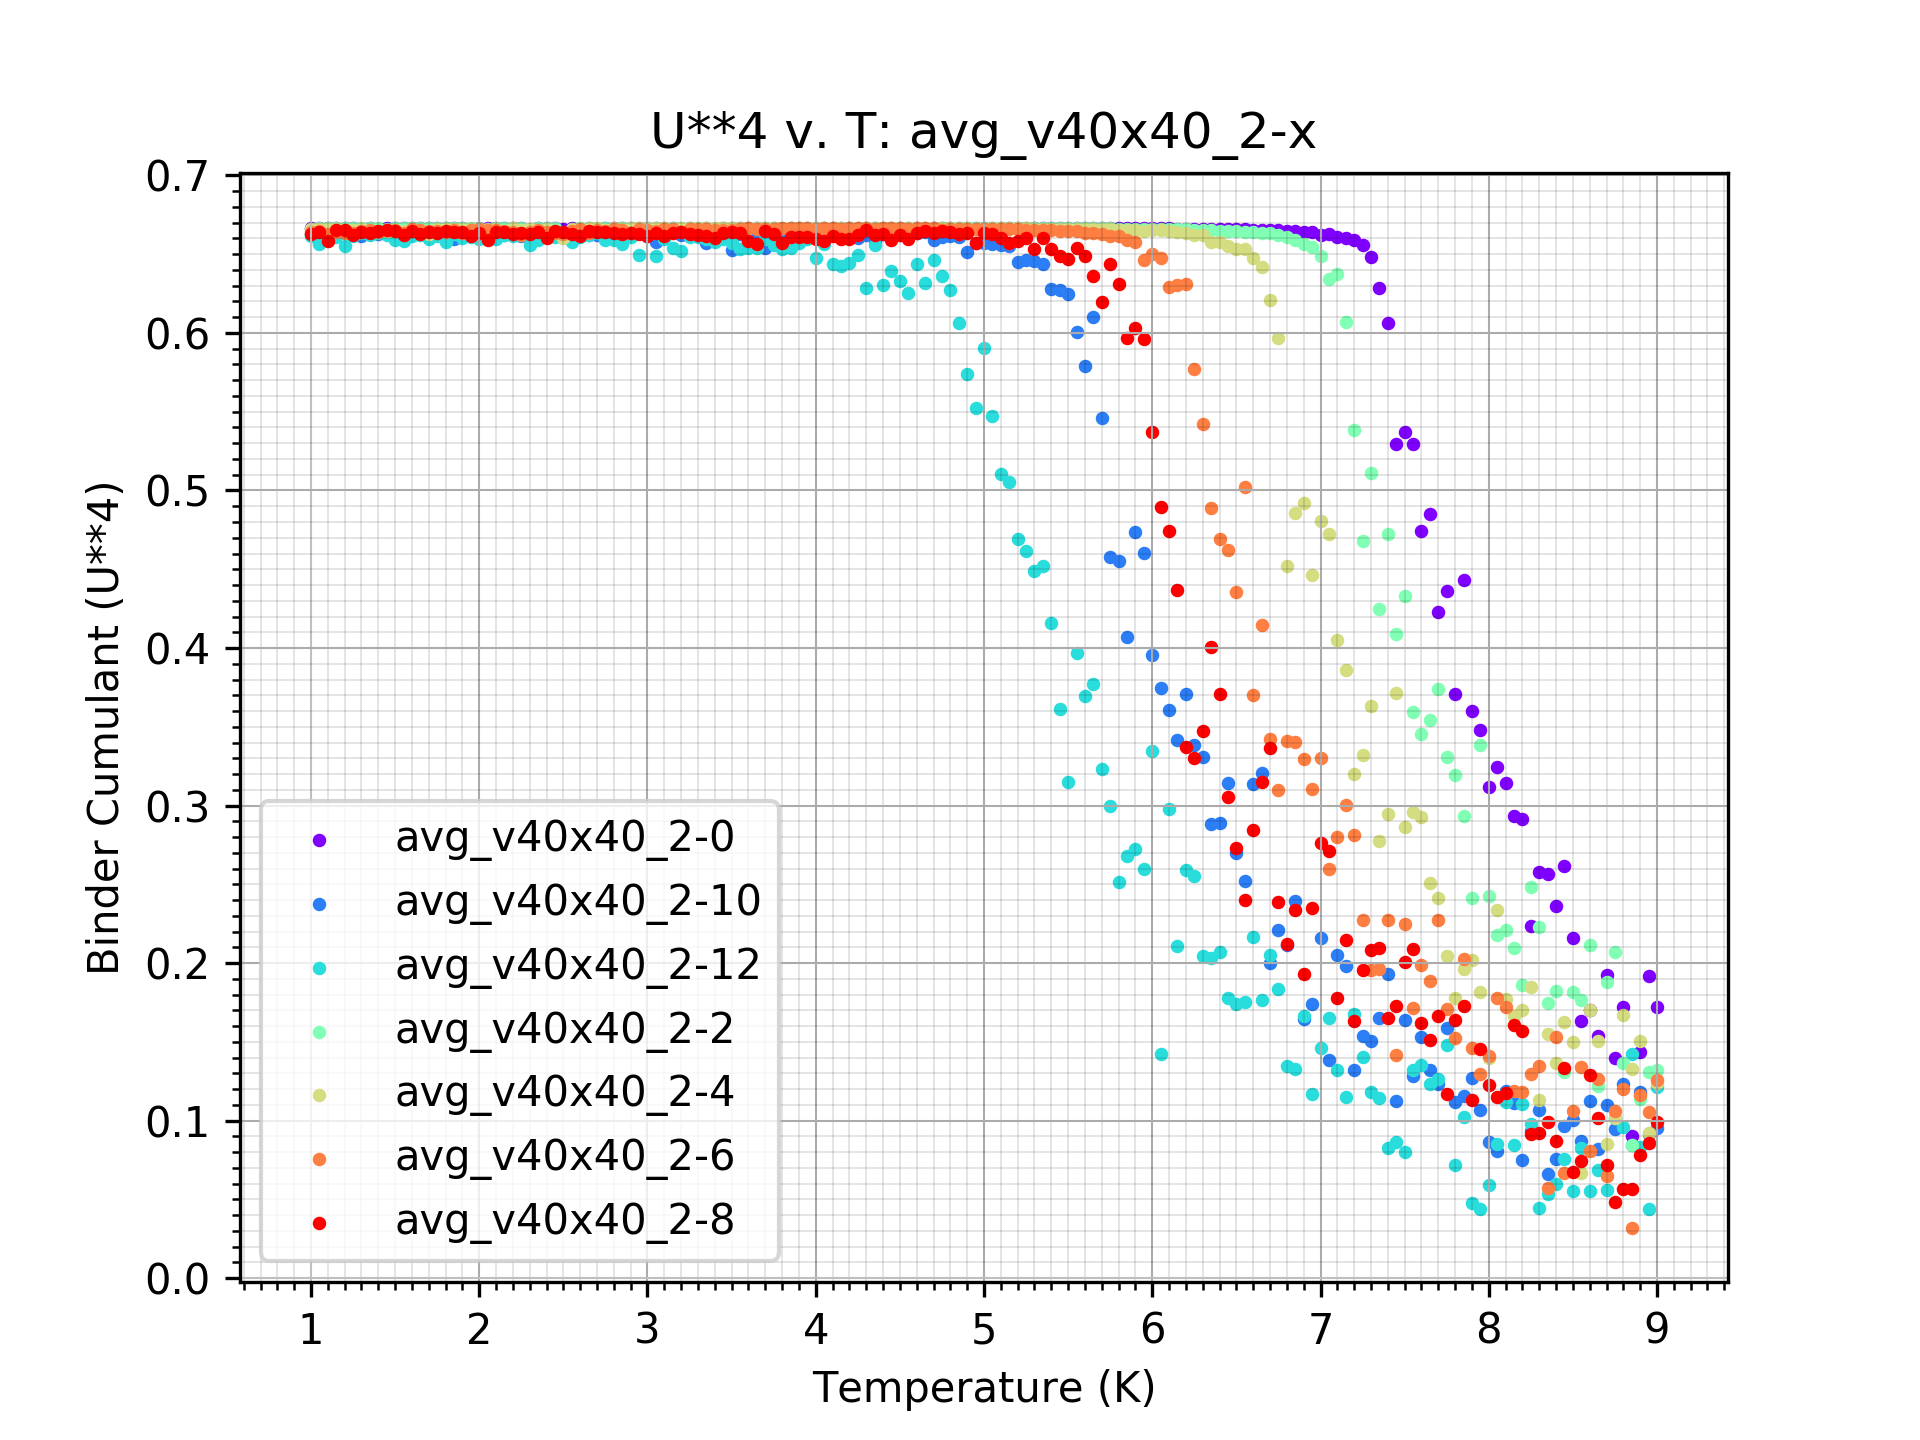 U**4 v. T: avg_v40x40_2-x
0.7
0.6
0.5
0.4
0.3
0.2
0.1
0.0
Binder Cumulant (U**4)
avg_v40x40_2-0
avg_v40x40_2-10
avg_v40x40_2-12
avg_v40x40_2-2
avg_v40x40_2-4
avg_v40x40_2-6
avg_v40x40_2-8
1 2 3 4 5 6 7 8 9
Temperature (K)